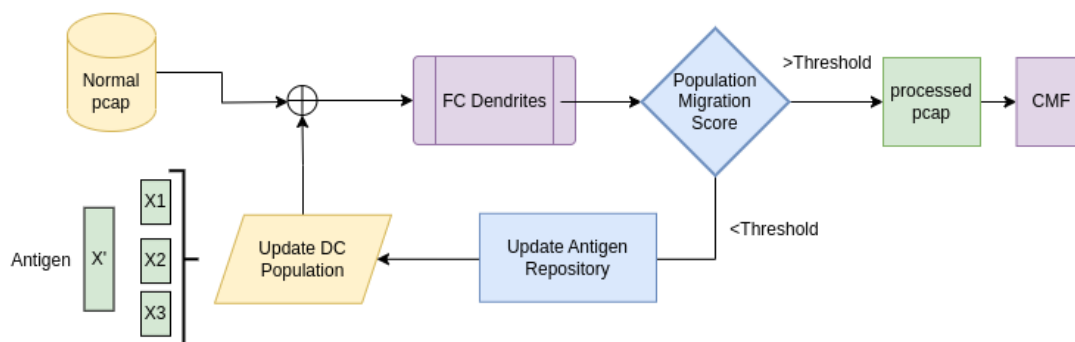 Normal
pcap
FC Dendrites
Population
Migration
Score
>Threshold
processed
pcap
CMF
<Threshold
Antigen
X'
X1
X2
X3
Update DC
Population
Update Antigen
Repository